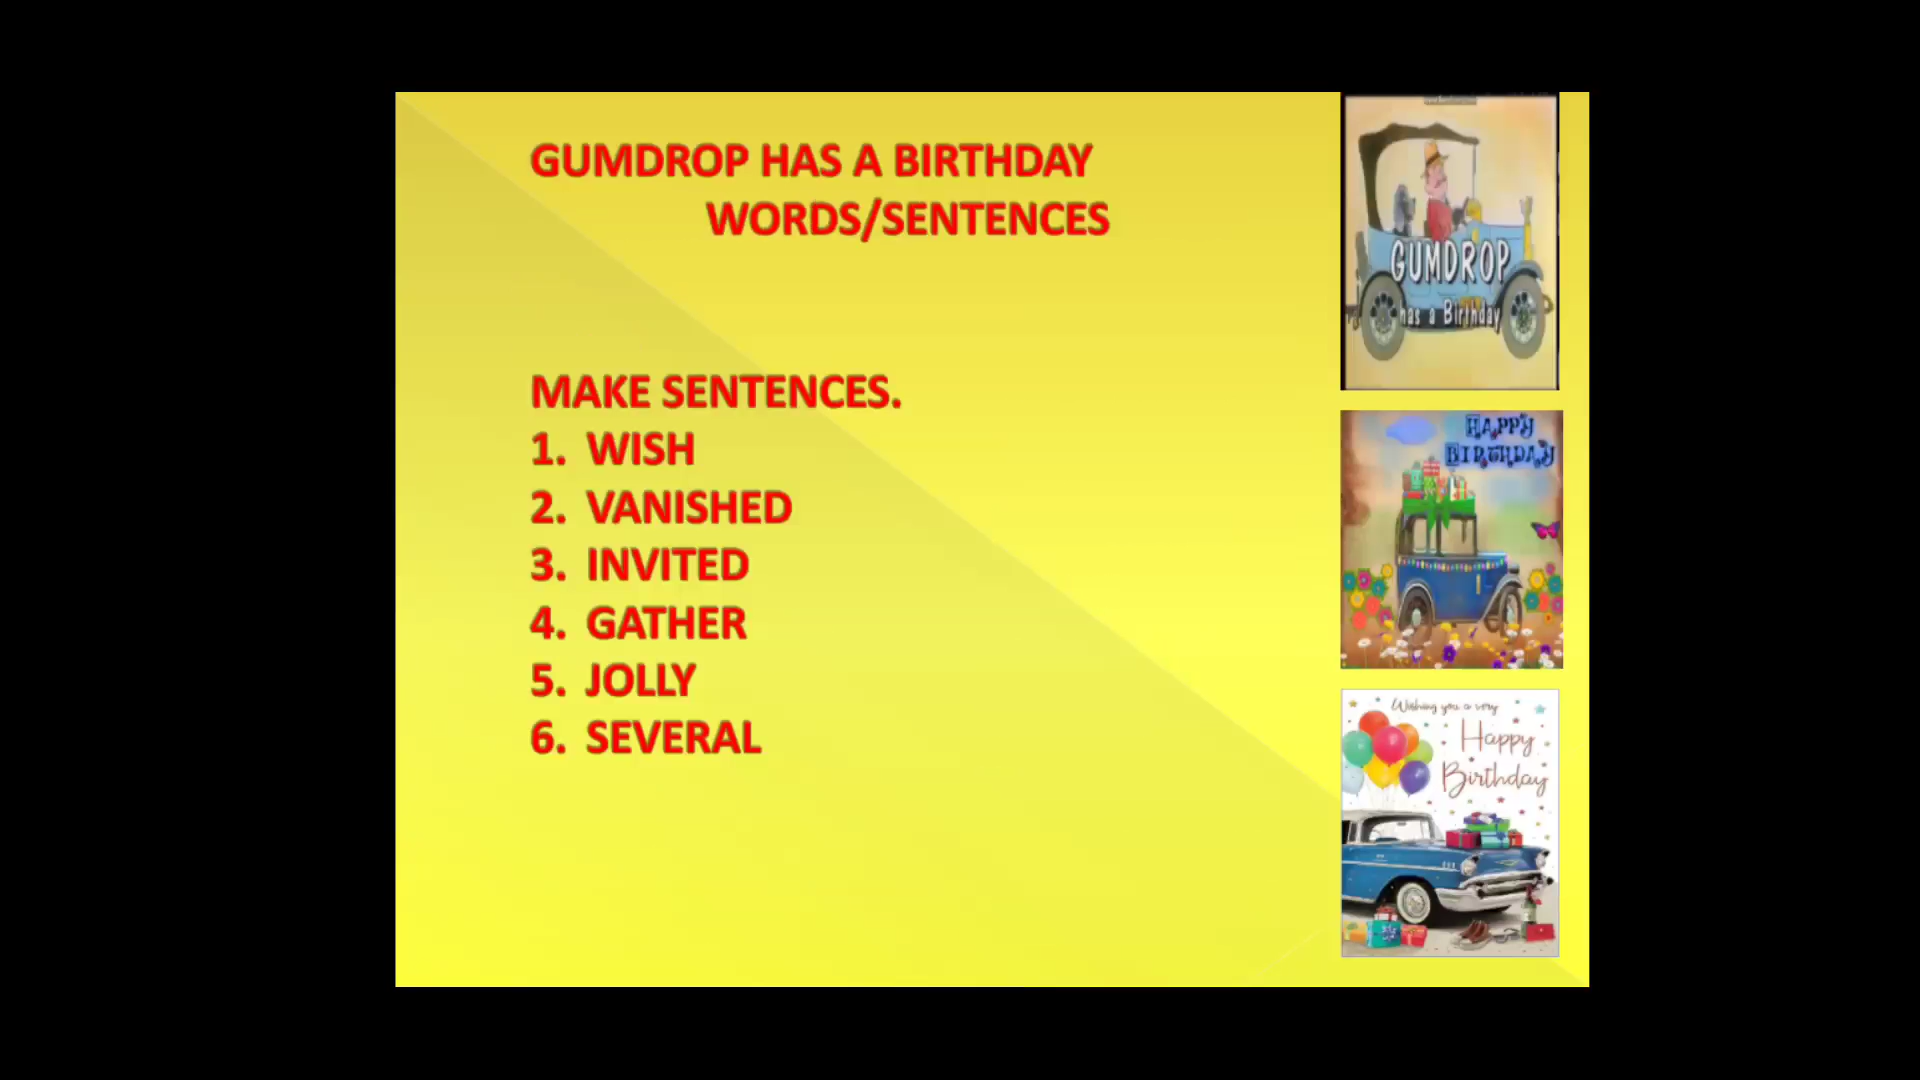 GUMDROP HAS A BIRTHDAY
WORDS/SENTENCES
MAKE SENTENCES.
1. WISH
2. VANISHED
3. INVITED
4. GATHER
5. JOLLY
6. SEVERAL
GUMDROP
has a Birthday
HAPPY
BIRTHDAY
Wishing you a very
Happy
Birthday